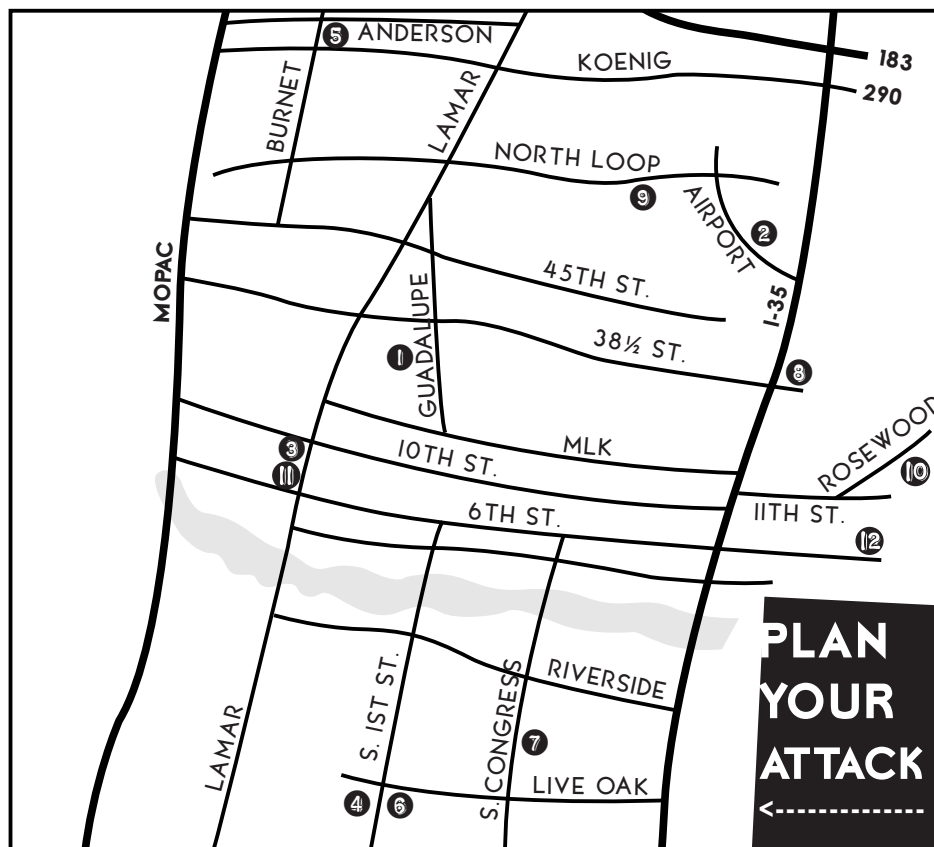 5 ANDERSON
183
KOENIG
290
BURNET
LAMAR
NORTH LOOP
9
AIRPORT
2
MOPAC
45TH ST.
I-35
GUADALUPE
38½ ST.
1
8
ROSEWOOD
MLK
3
10TH ST.
10
11
6TH ST.
11TH ST.
12
PLAN
YOUR
ATTACK
<--------------
S. 1ST ST.
RIVERSIDE
S. CONGRESS
LAMAR
7
LIVE OAK
4
6